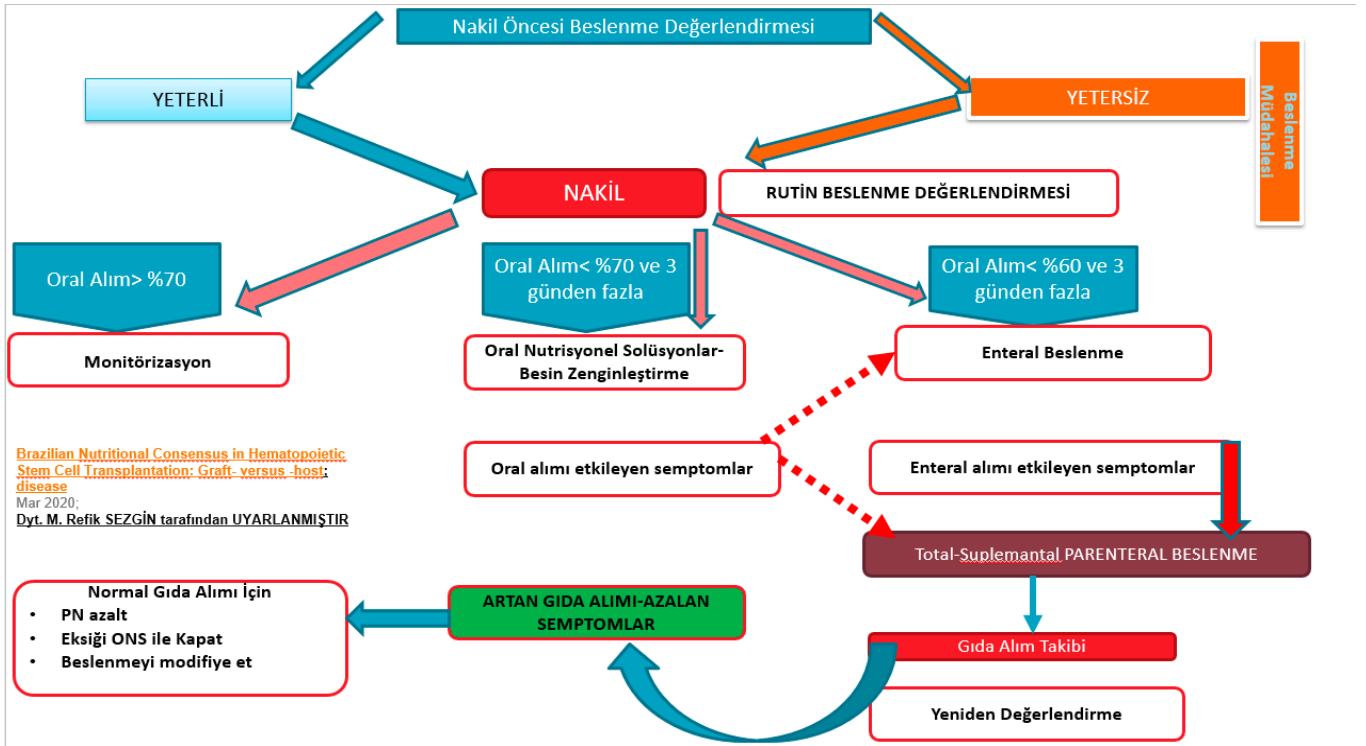 Nakil Öncesi Beslenme Değerlendirmesi
YETERLİ
YETERSİZ
Beslenme
Müdahalesi
NAKİL
RUTİN BESLENME DEĞERLENDİRMESİ
Oral Alım> %70
Oral Alım< %70 ve 3
günden fazla
Oral Alım< %60 ve 3
günden fazla
Monitörizasyon
Oral Nutrisyonel Solüsyonlar-
Besin Zenginleştirme
Enteral Beslenme
Brazilian Nutritional Consensus in Hematopoietic
Stem Cell Transplantation: Graft- versus -host;
disease
Mar 2020;
Dyt. M. Refik SEZGİN tarafından UYARLANMIŞTIR
Oral alımı etkileyen semptomlar
Enteral alımı etkileyen semptomlar
Total-Suplemantal PARENTERAL BESLENME
Normal Gıda Alımı İçin
• PN azalt
• Eksiği ONS ile Kapat
• Beslenmeyi modifiye et
ARTAN GIDA ALIMI-AZALAN
SEMPTOMLAR
Gıda Alım Takibi
Yeniden Değerlendirme